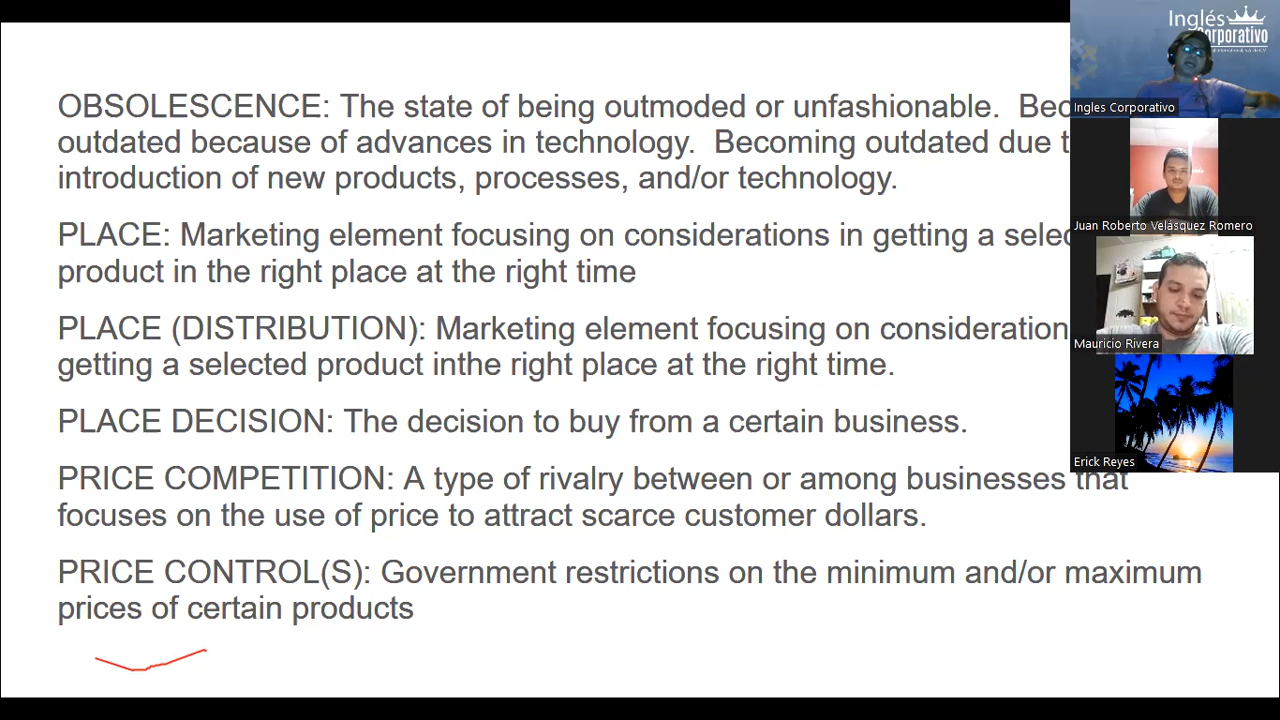 OBSOLESCENCE: The state of being outmoded or unfashionable. Bec
outdated because of advances in technology. Becoming outdated due t
introduction of new products, processes, and/or technology.
PLACE: Marketing element focusing on considerations in getting a selec
product in the right place at the right time
PLACE (DISTRIBUTION): Marketing element focusing on consideration
getting a selected product inthe right place at the right time.
PLACE DECISION: The decision to buy from a certain business.
PRICE COMPETITION: A type of rivalry between or among businesses that
focuses on the use of price to attract scarce customer dollars.
PRICE CONTROL(S): Government restrictions on the minimum and/or maximum
prices of certain products
Inglés
Corporativo
Ingles Corporativo
Juan Roberto Velásquez Romero
Mauricio Rivera
Erick Reyes